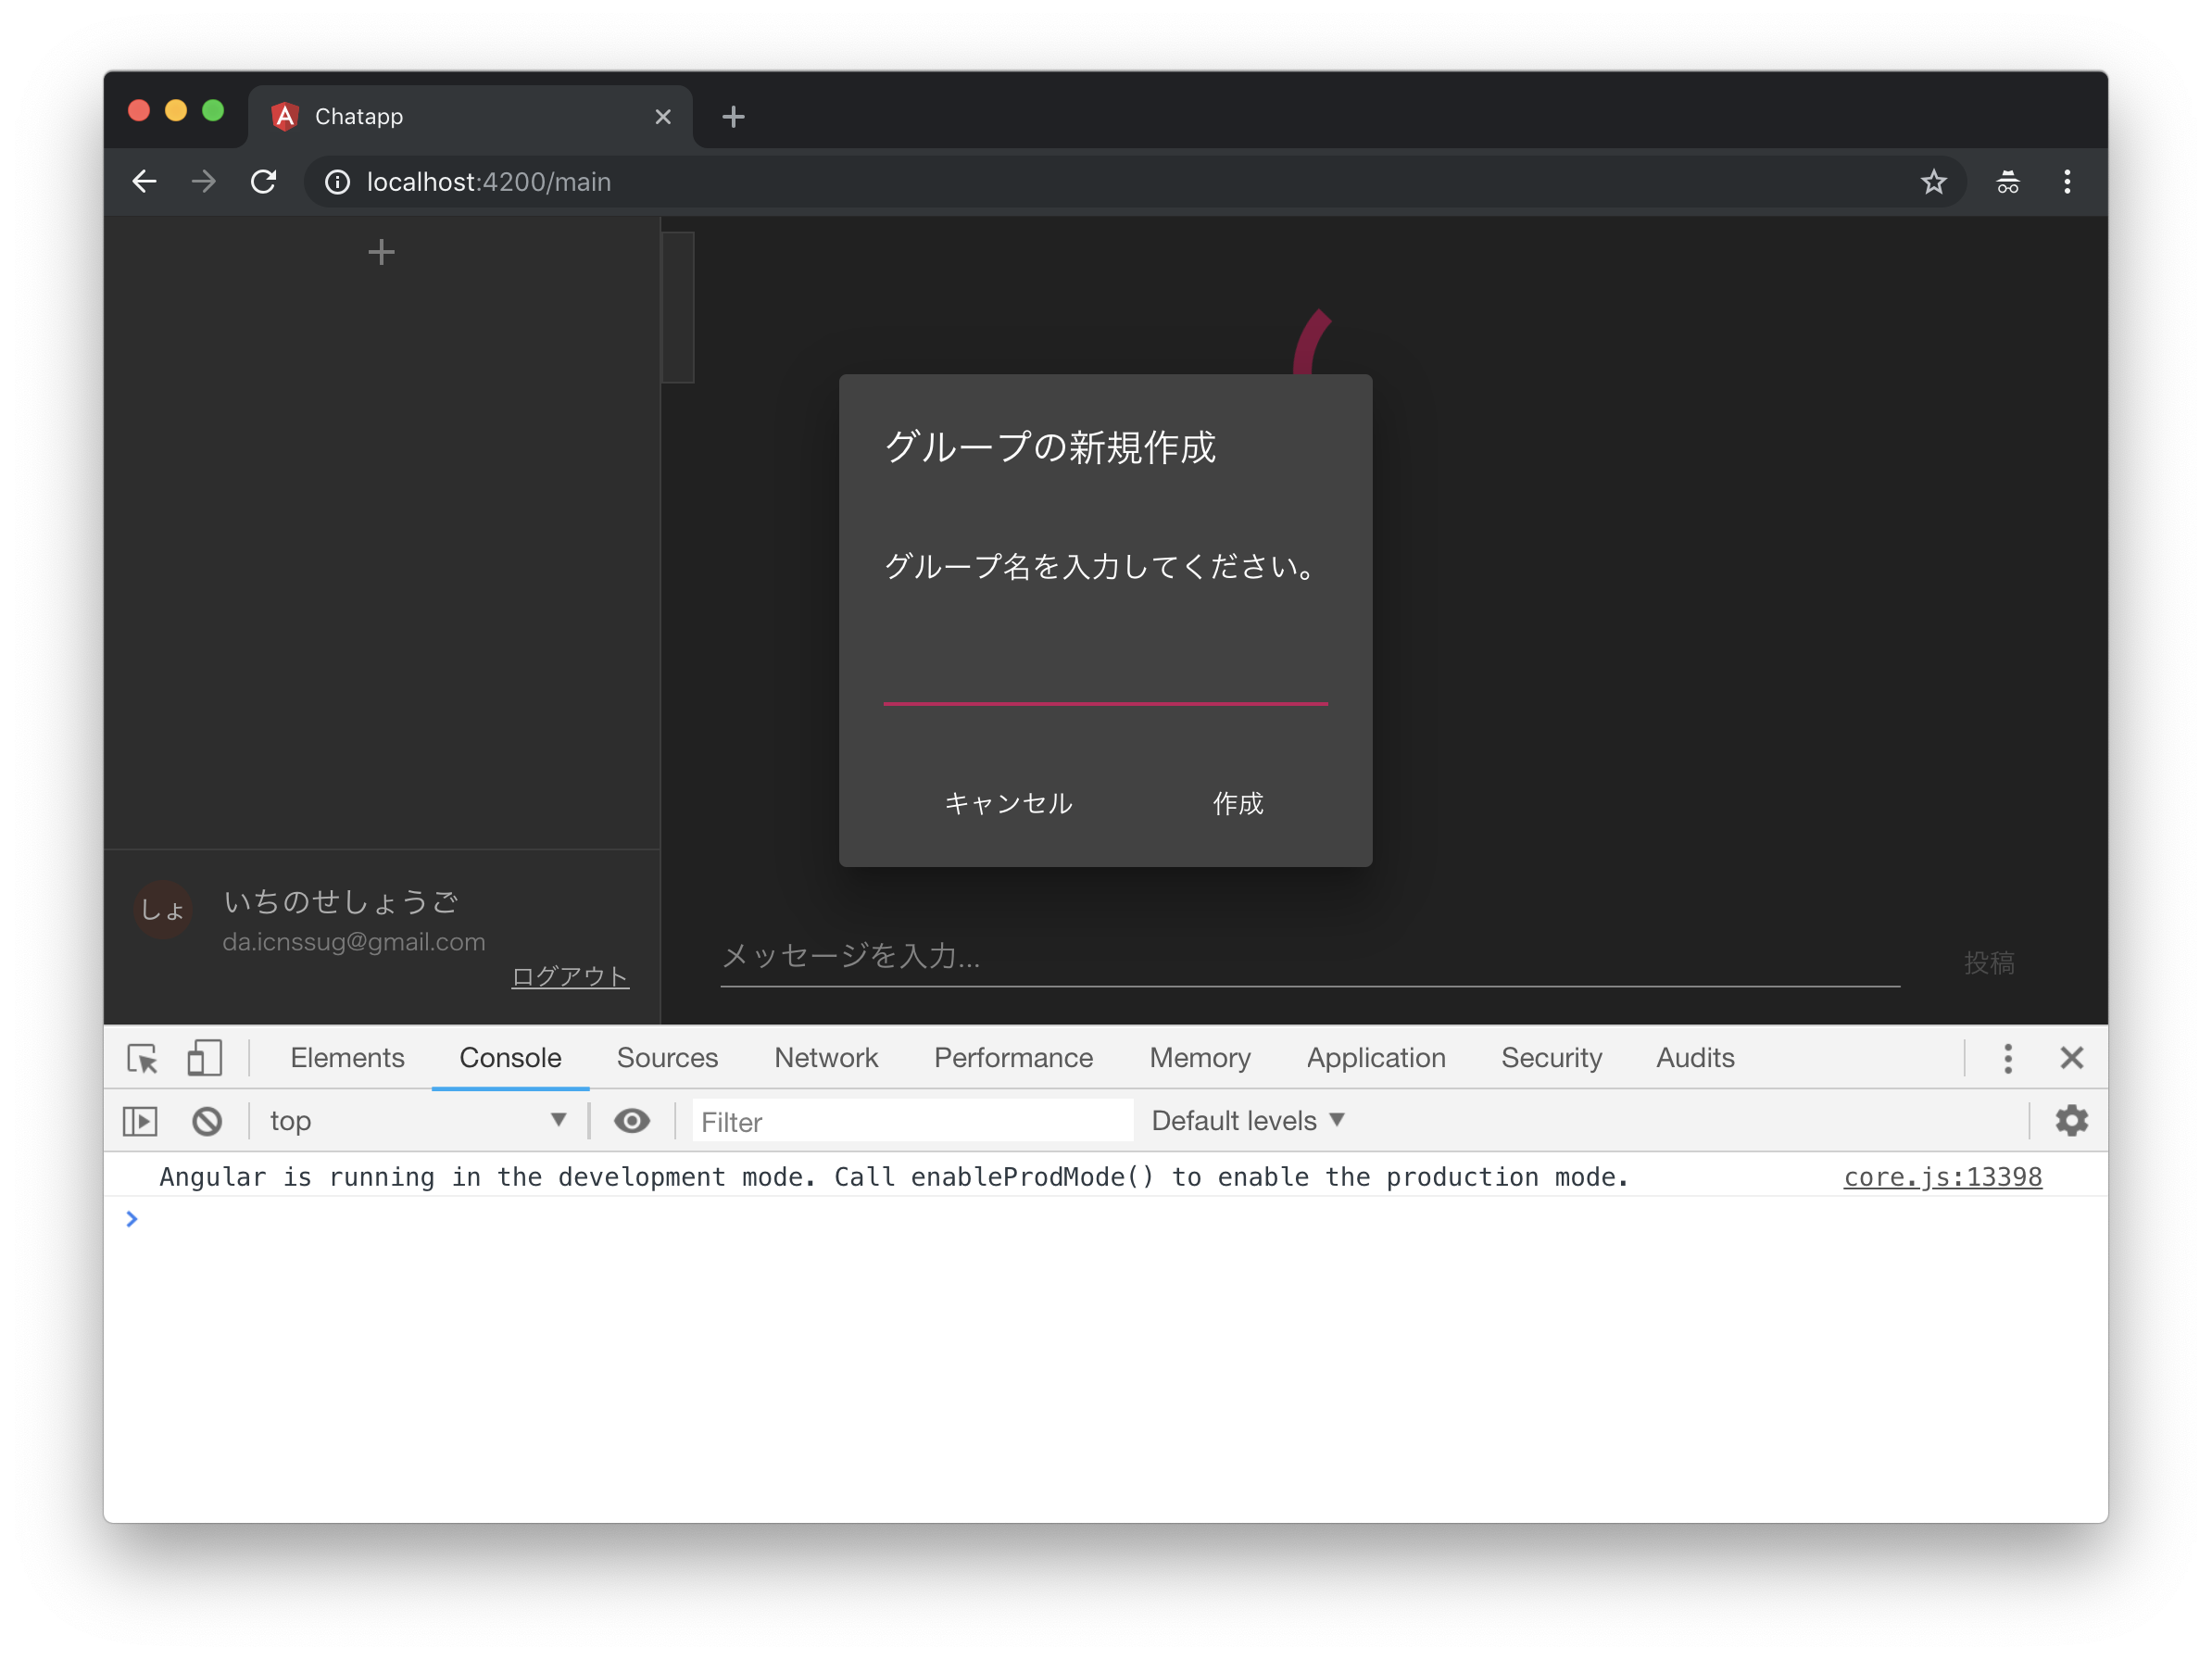 Chatapp
localhost:4200/main
グループの新規作成
グループ名を入力してください。
キャンセル 作成
しょ いちのせしょうご
da.icnssug@gmail.com
ログアウト
メッセージを入力... 投稿
Elements Console Sources Network Performance Memory Application Security Audits
top Filter Default levels
Angular is running in the development mode. Call enableProdMode() to enable the production mode. core.js:13398